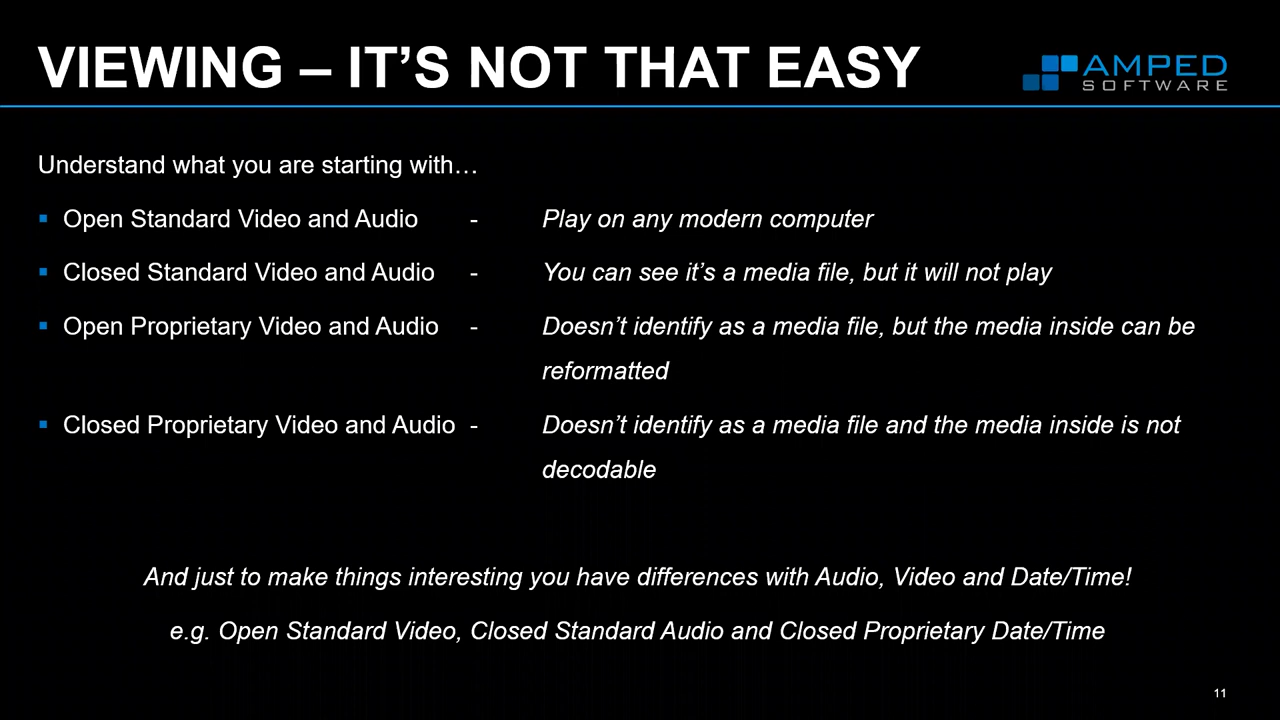 VIEWING – IT’S NOT THAT EASY
AMPED
SOFTWARE
Understand what you are starting with…
▪ Open Standard Video and Audio - Play on any modern computer
▪ Closed Standard Video and Audio - You can see it’s a media file, but it will not play
▪ Open Proprietary Video and Audio - Doesn’t identify as a media file, but the media inside can be
reformatted
▪ Closed Proprietary Video and Audio - Doesn’t identify as a media file and the media inside is not
decodable
And just to make things interesting you have differences with Audio, Video and Date/Time!
e.g. Open Standard Video, Closed Standard Audio and Closed Proprietary Date/Time
11